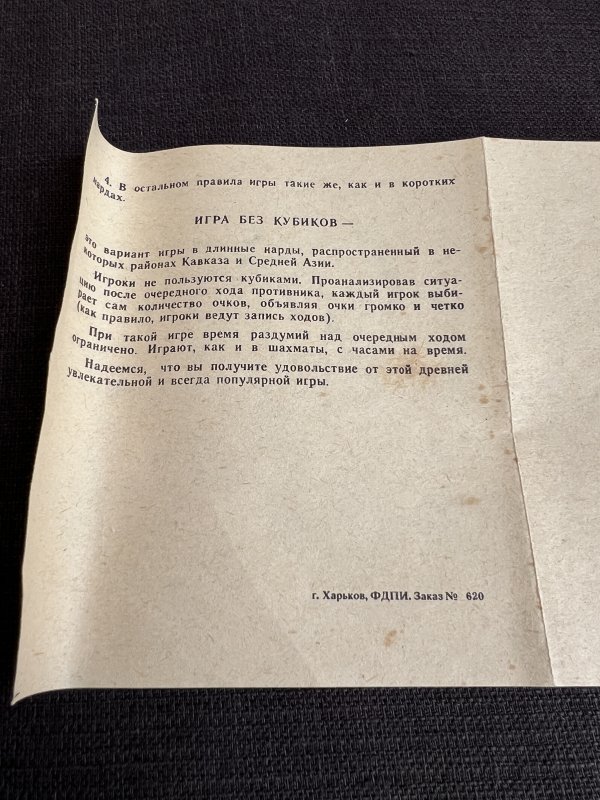 4. В остальном правила игры такие же, как и в коротких
нардах.
ИГРА БЕЗ КУБИКОВ —
это вариант игры в длинные нарды, распространенный в не-
которых районах Кавказа и Средней Азии.
Игроки не пользуются кубиками. Проанализировав ситуа-
цию после очередного хода противника, каждый игрок выби-
рает сам количество очков, объявляя очки громко и четко
(как правило, игроки ведут запись ходов).
При такой игре время раздумий над очередным ходом
ограничено. Играют, как и в шахматы, с часами на время.
Надеемся, что вы получите удовольствие от этой древней
увлекательной и всегда популярной игры.
г. Харьков, ФДПИ. Заказ № 620